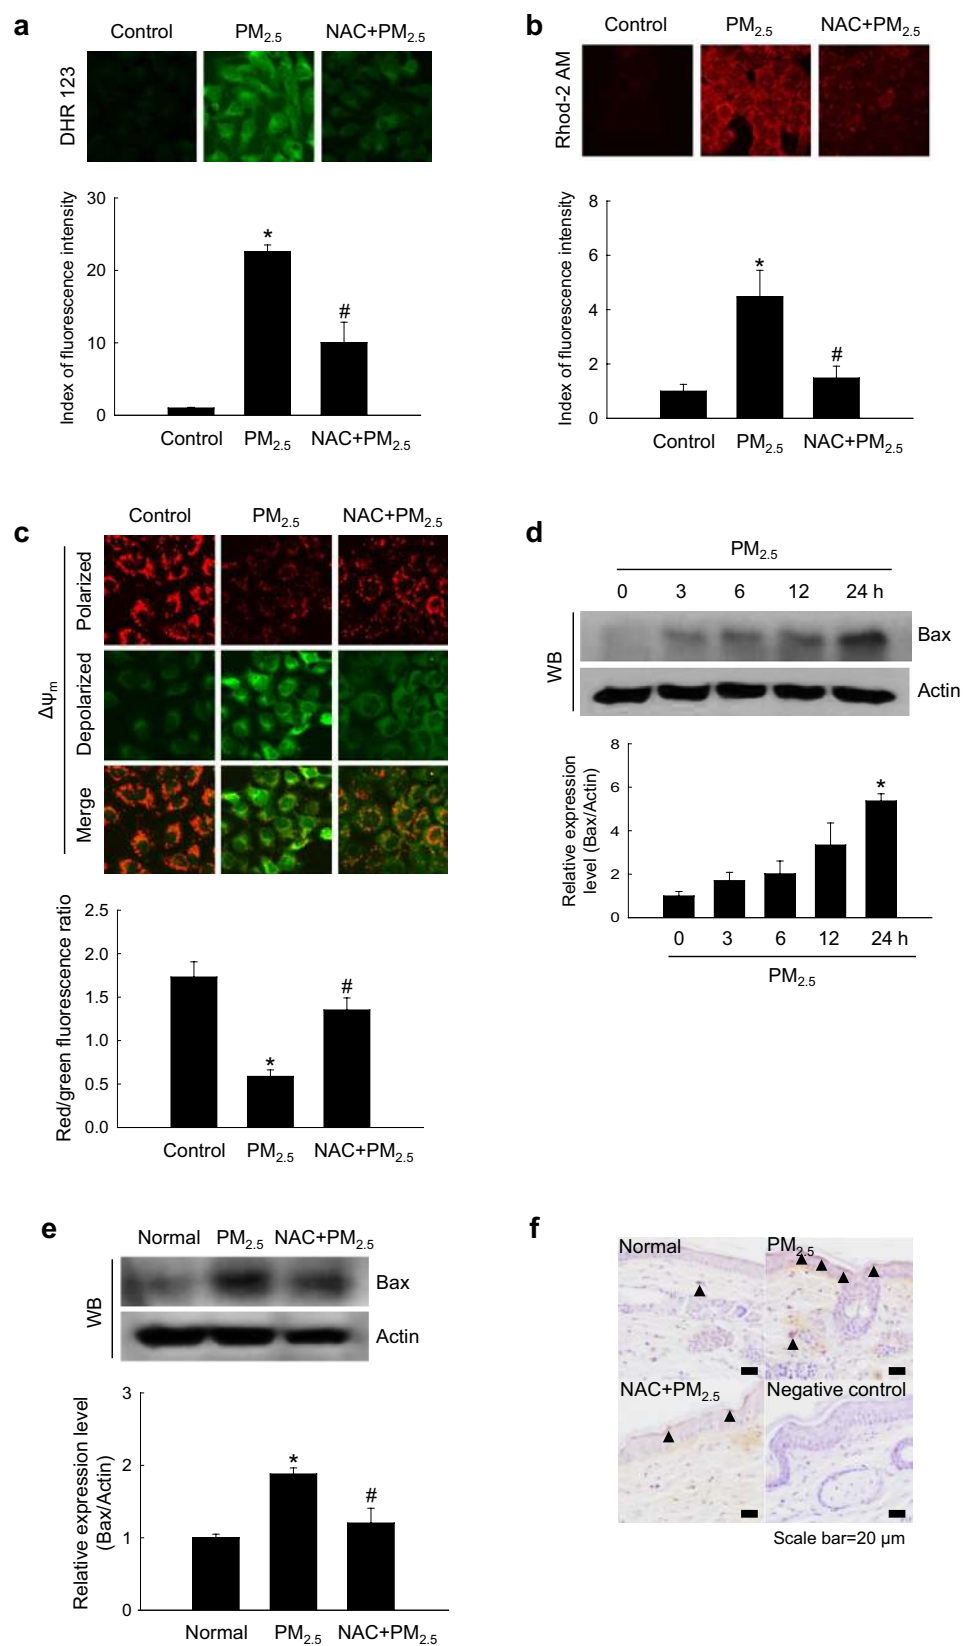 a
Control PM2.5 NAC+PM2.5
DHR 123
Index of fluorescence intensity
30
20
10
0
*
#
Control PM2.5 NAC+PM2.5
b
Control PM2.5 NAC+PM2.5
Rhod-2 AM
Index of fluorescence intensity
8
6
4
2
0
*
#
Control PM2.5 NAC+PM2.5
c
Control PM2.5 NAC+PM2.5
Δψm
Polarized
Depolarized
Merge
Red/green fluorescence ratio
2.5
2.0
1.5
1.0
0.5
0.0
*
#
Control PM2.5 NAC+PM2.5
d
PM2.5
0 3 6 12 24 h
WB
Bax
Actin
Relative expression
level (Bax/Actin)
8
6
4
2
0
*
0 3 6 12 24 h
PM2.5
e
Normal PM2.5 NAC+PM2.5
WB
Bax
Actin
Relative expression level
(Bax/Actin)
3
2
1
0
*
#
Normal PM2.5 NAC+PM2.5
f
Normal PM2.5
NAC+PM2.5 Negative control
Scale bar=20 μm